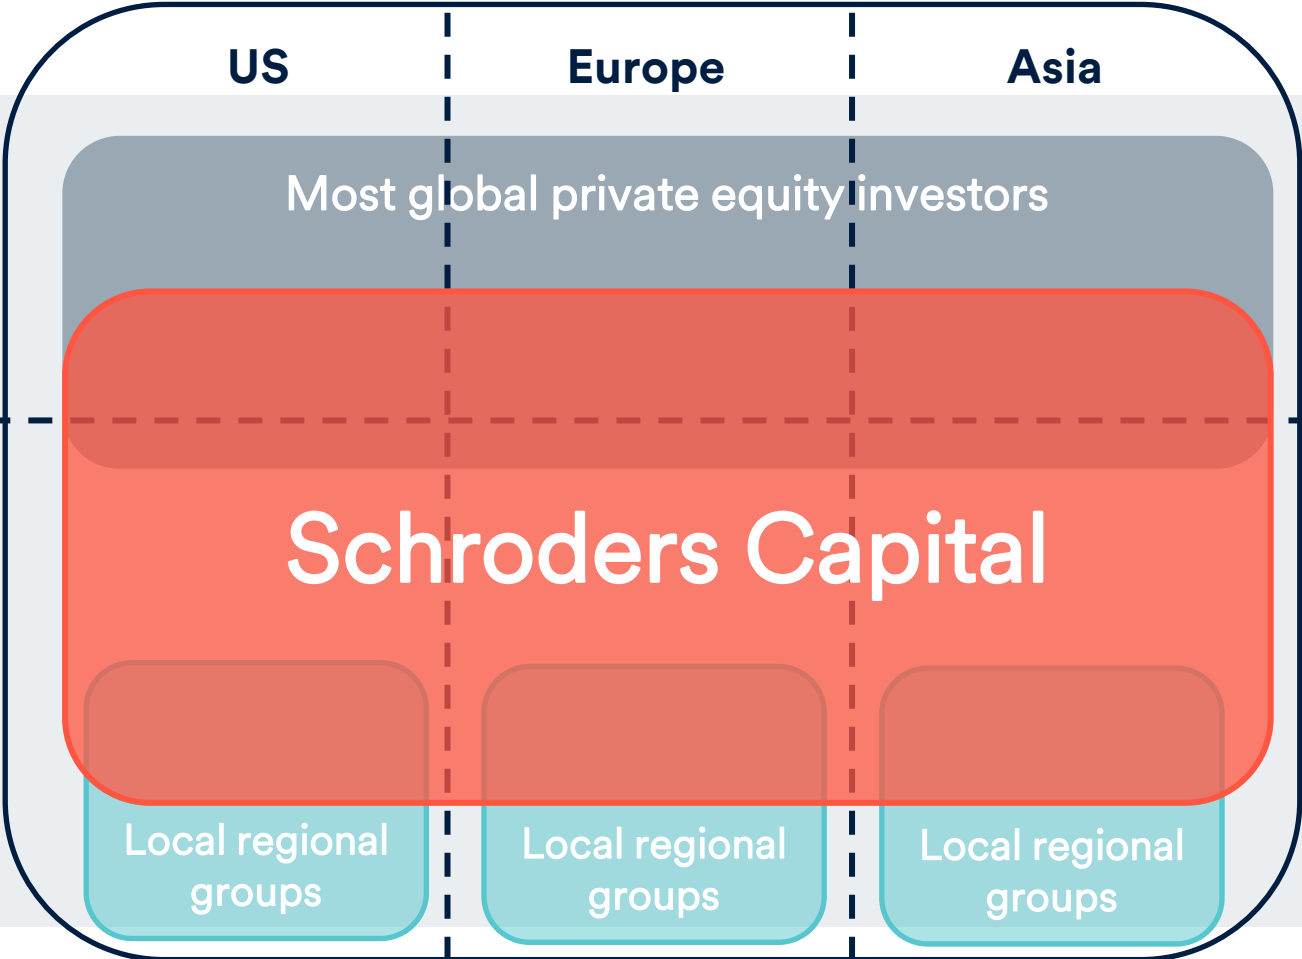 US
Europe
Asia
Most global private equity investors
Schroders Capital
Local regional
groups
Local regional
groups
Local regional
groups